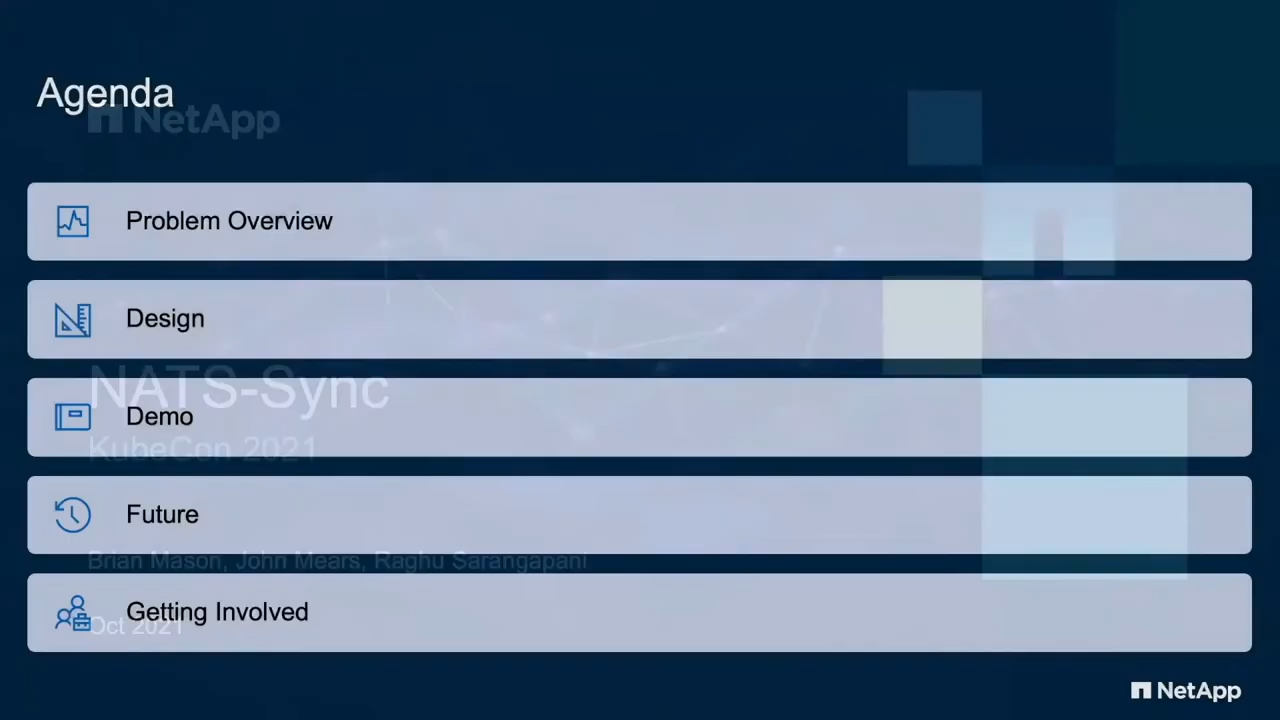 Agenda
NetApp
Problem Overview
Design
NATS-Sync
Demo
KubeCon 2021
Future
Brian Mason, John Mears, Raghu Sarangapani
Getting Involved
Oct 2021
NetApp